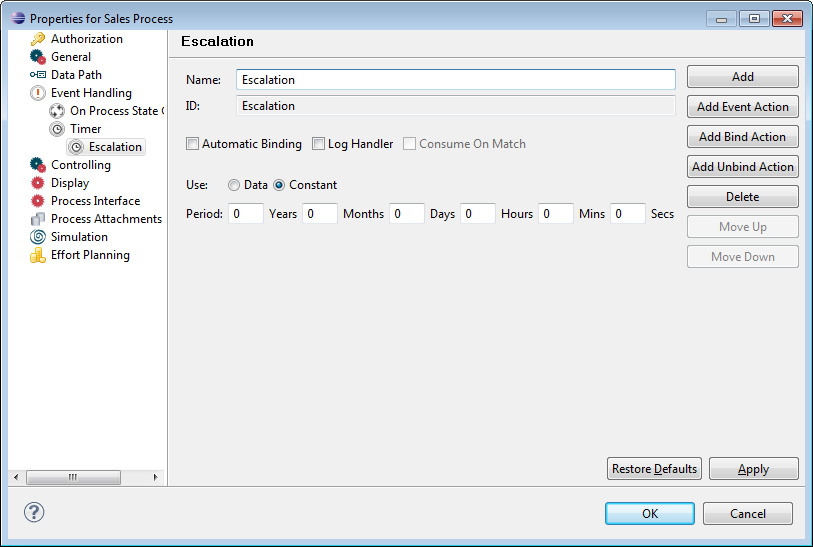 Properties for Sales Process
Authorization
General
Data Path
Event Handling
On Process State C
Timer
Escalation
Controlling
Display
Process Interface
Process Attachments
Simulation
Effort Planning
Escalation
Name: Escalation
ID: Escalation
Automatic Binding Log Handler Consume On Match
Use: Data Constant
Period: 0 Years 0 Months 0 Days 0 Hours 0 Mins 0 Secs
Add
Add Event Action
Add Bind Action
Add Unbind Action
Delete
Move Up
Move Down
Restore Defaults Apply
OK Cancel